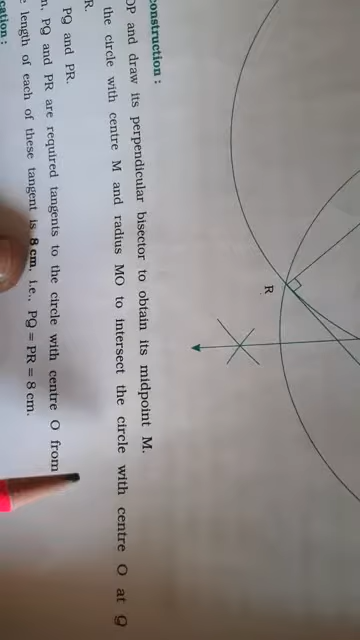 R
onstruction :
OP and draw its perpendicular bisector to obtain its midpoint M.
the circle with centre M and radius MO to intersect the circle with centre O at Q
R.
PQ and PR.
n, PQ and PR are required tangents to the circle with centre O from
e length of each of these tangent is 8 cm, i.e., PQ = PR = 8 cm.
cation :